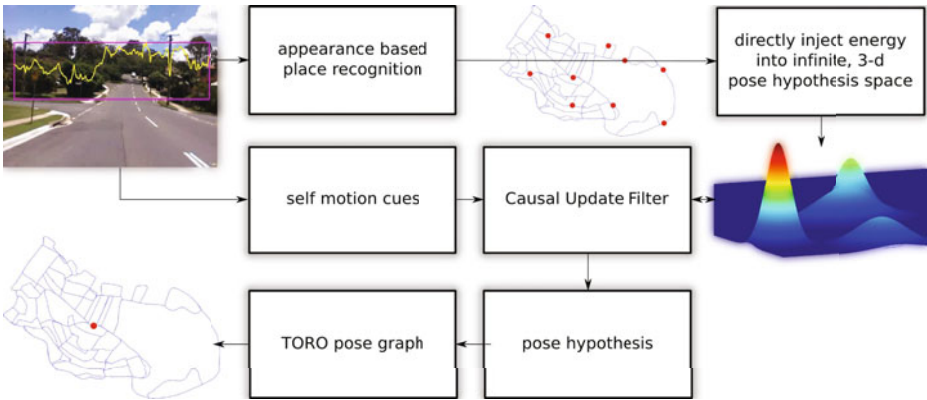 appearance based
place recognition
directly inject energy
into infinite, 3-d
pose hypothesis space
self motion cues
Causal Update Filter
TORO pose graph
pose hypothesis